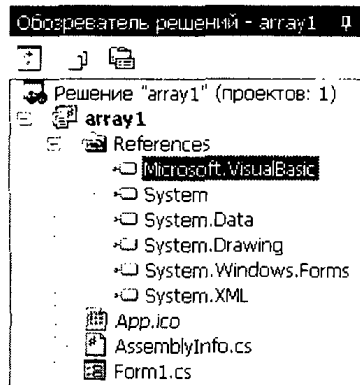 Обозреватель решений - array1
Решение "array1" (проектов: 1)
array1
References
Microsoft.VisualBasic
System
System.Data
System.Drawing
System.Windows.Forms
System.XML
App.ico
AssemblyInfo.cs
Form1.cs